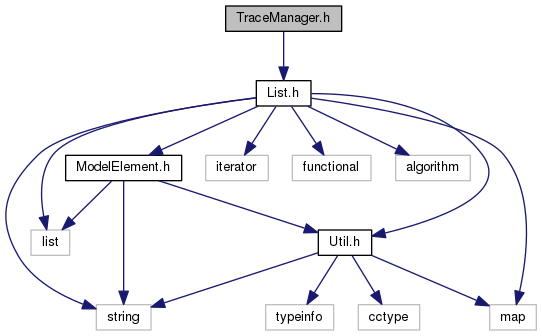 TraceManager.h
List.h
ModelElement.h
iterator
functional
algorithm
list
Util.h
string
typeinfo
cctype
map